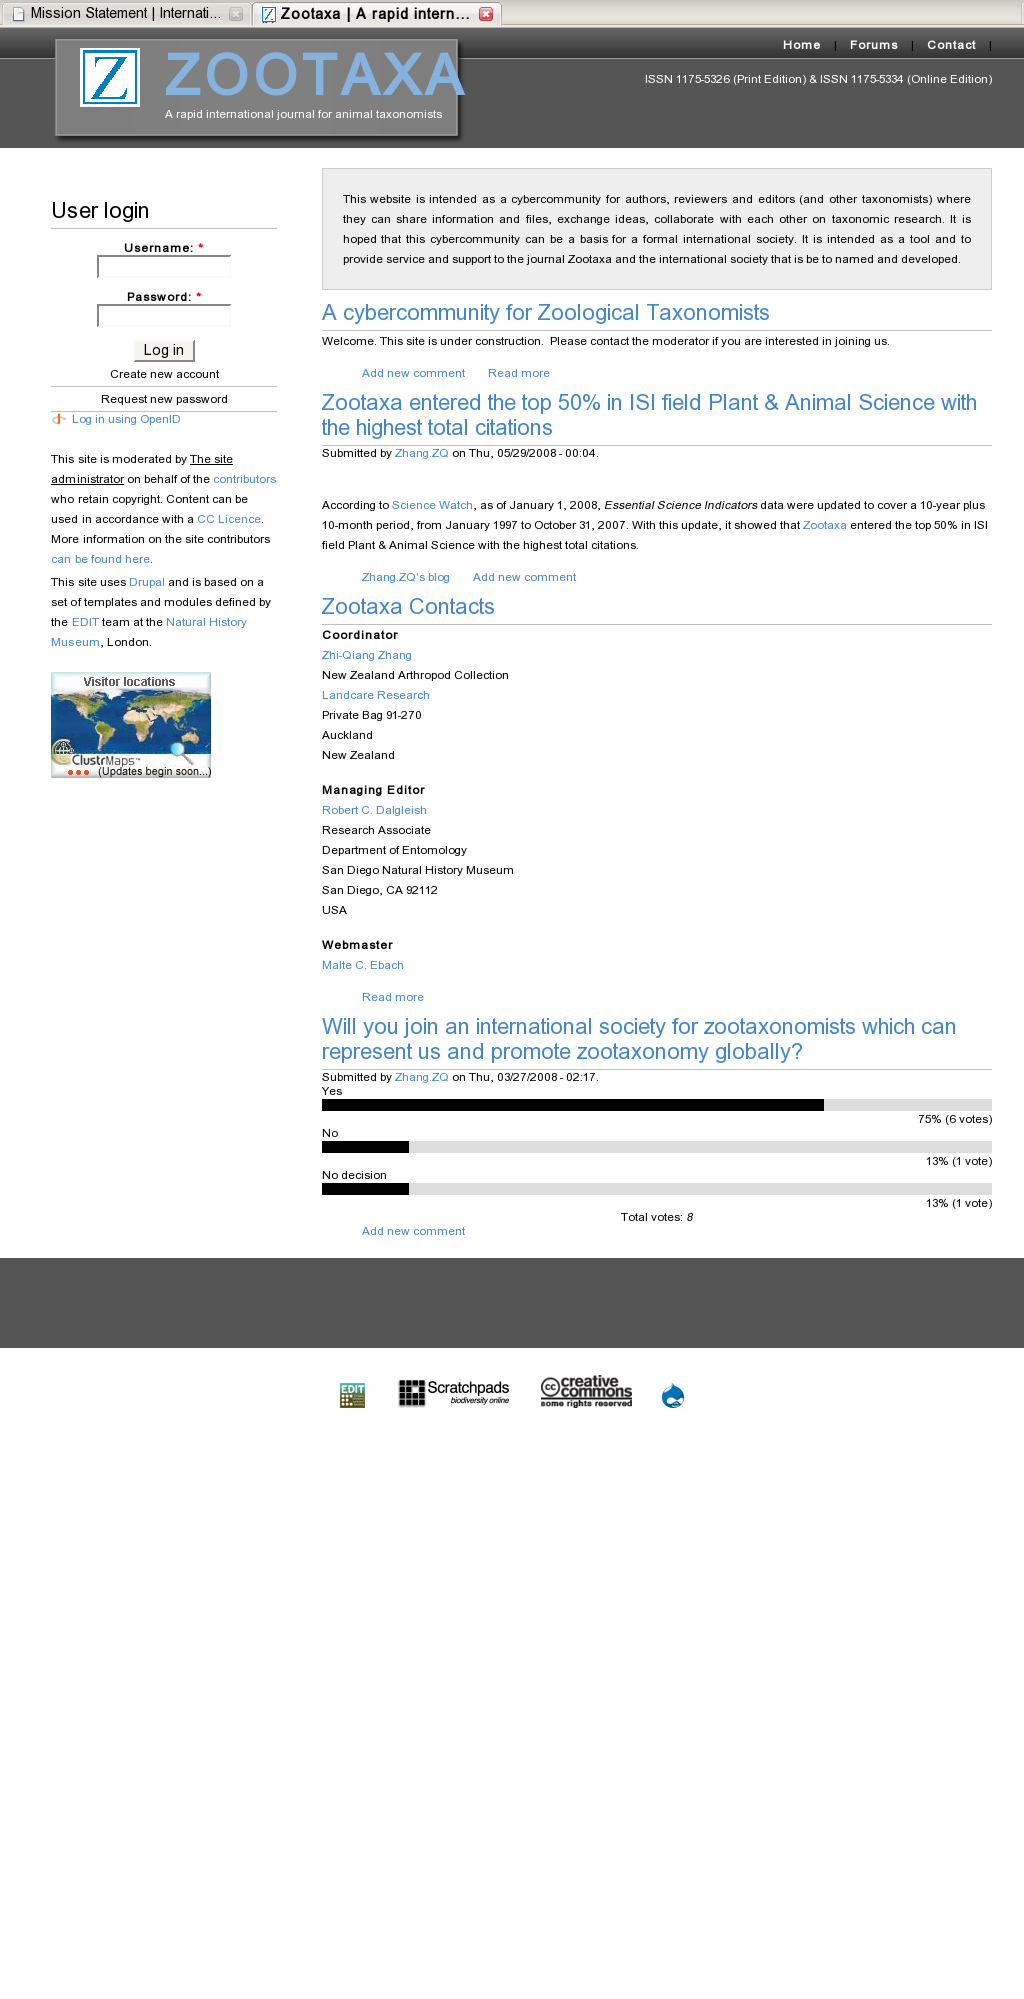 Mission Statement | Internati...
Zootaxa | A rapid intern...
Home | Forums | Contact |
Z
ZOOTAXA
A rapid international journal for animal taxonomists
ISSN 1175-5326 (Print Edition) & ISSN 1175-5334 (Online Edition)
User login
Username: *
Password: *
Log in
Create new account
Request new password
Log in using OpenID
This site is moderated by The site
administrator on behalf of the contributors
who retain copyright. Content can be
used in accordance with a CC Licence.
More information on the site contributors
can be found here.
This site uses Drupal and is based on a
set of templates and modules defined by
the EDIT team at the Natural History
Museum, London.
Visitor locations
ClustrMaps™
(Updates begin soon...)
This website is intended as a cybercommunity for authors, reviewers and editors (and other taxonomists) where
they can share information and files, exchange ideas, collaborate with each other on taxonomic research. It is
hoped that this cybercommunity can be a basis for a formal international society. It is intended as a tool and to
provide service and support to the journal Zootaxa and the international society that is be to named and developed.
A cybercommunity for Zoological Taxonomists
Welcome. This site is under construction.  Please contact the moderator if you are interested in joining us.
Add new comment Read more
Zootaxa entered the top 50% in ISI field Plant & Animal Science with
the highest total citations
Submitted by Zhang.ZQ on Thu, 05/29/2008 - 00:04.
According to Science Watch, as of January 1, 2008, Essential Science Indicators data were updated to cover a 10-year plus
10-month period, from January 1997 to October 31, 2007. With this update, it showed that Zootaxa entered the top 50% in ISI
field Plant & Animal Science with the highest total citations.
Zhang.ZQ's blog Add new comment
Zootaxa Contacts
Coordinator
Zhi-Qiang Zhang
New Zealand Arthropod Collection
Landcare Research
Private Bag 91-270
Auckland
New Zealand
Managing Editor
Robert C. Dalgleish
Research Associate
Department of Entomology
San Diego Natural History Museum
San Diego, CA 92112
USA
Webmaster
Malte C. Ebach
Read more
Will you join an international society for zootaxonomists which can
represent us and promote zootaxonomy globally?
Submitted by Zhang.ZQ on Thu, 03/27/2008 - 02:17.
Yes
75% (6 votes)
No
13% (1 vote)
No decision
13% (1 vote)
Total votes: 8
Add new comment
EDIT
Scratchpads
biodiversity online
cc creative
commons
some rights reserved